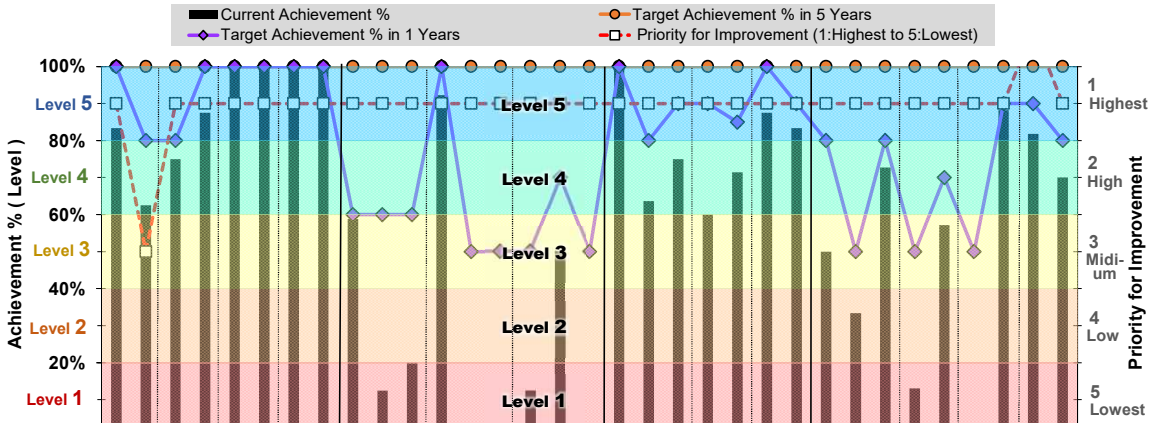 Current Achievement %
Target Achievement % in 5 Years
Target Achievement % in 1 Years
Priority for Improvement (1:Highest to 5:Lowest)
Achievement % ( Level )
100%
Level 5
80%
Level 4
60%
Level 3
40%
Level 2
20%
Level 1
Level 5
Level 4
Level 3
Level 2
Level 1
1
Highest
2
High
3
Midi-
um
4
Low
5
Lowest
Priority for Improvement